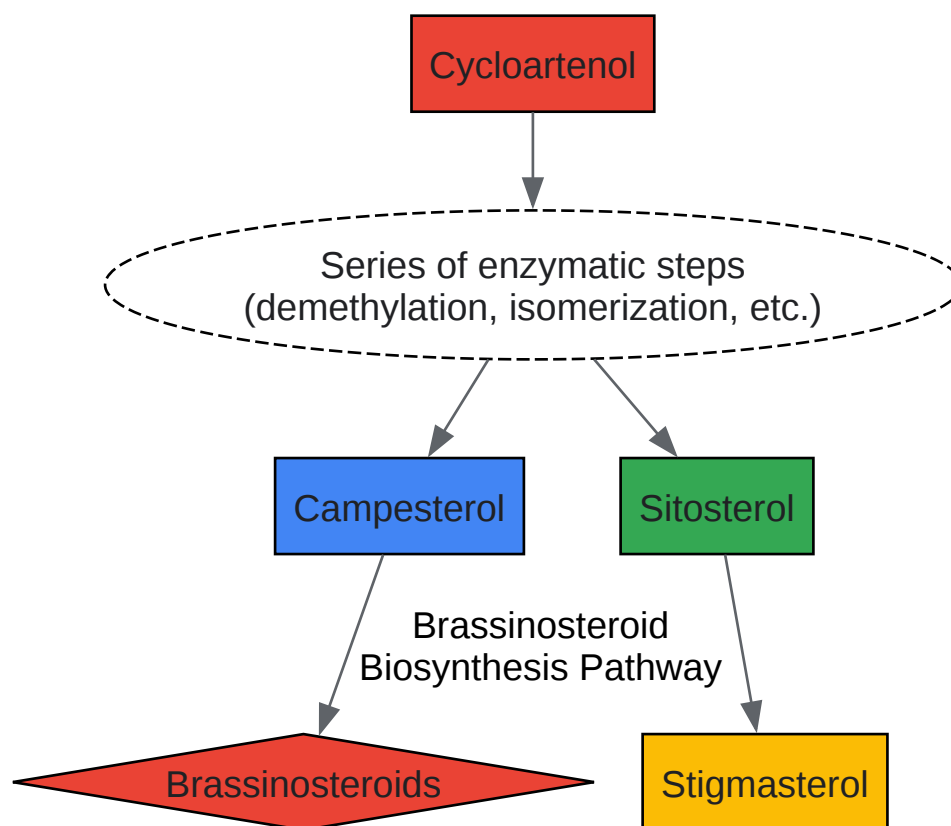 Cycloartenol
Series of enzymatic steps
(demethylation, isomerization, etc.)
Campesterol
Sitosterol
Brassinosteroid
Biosynthesis Pathway
Brassinosteroids
Stigmasterol